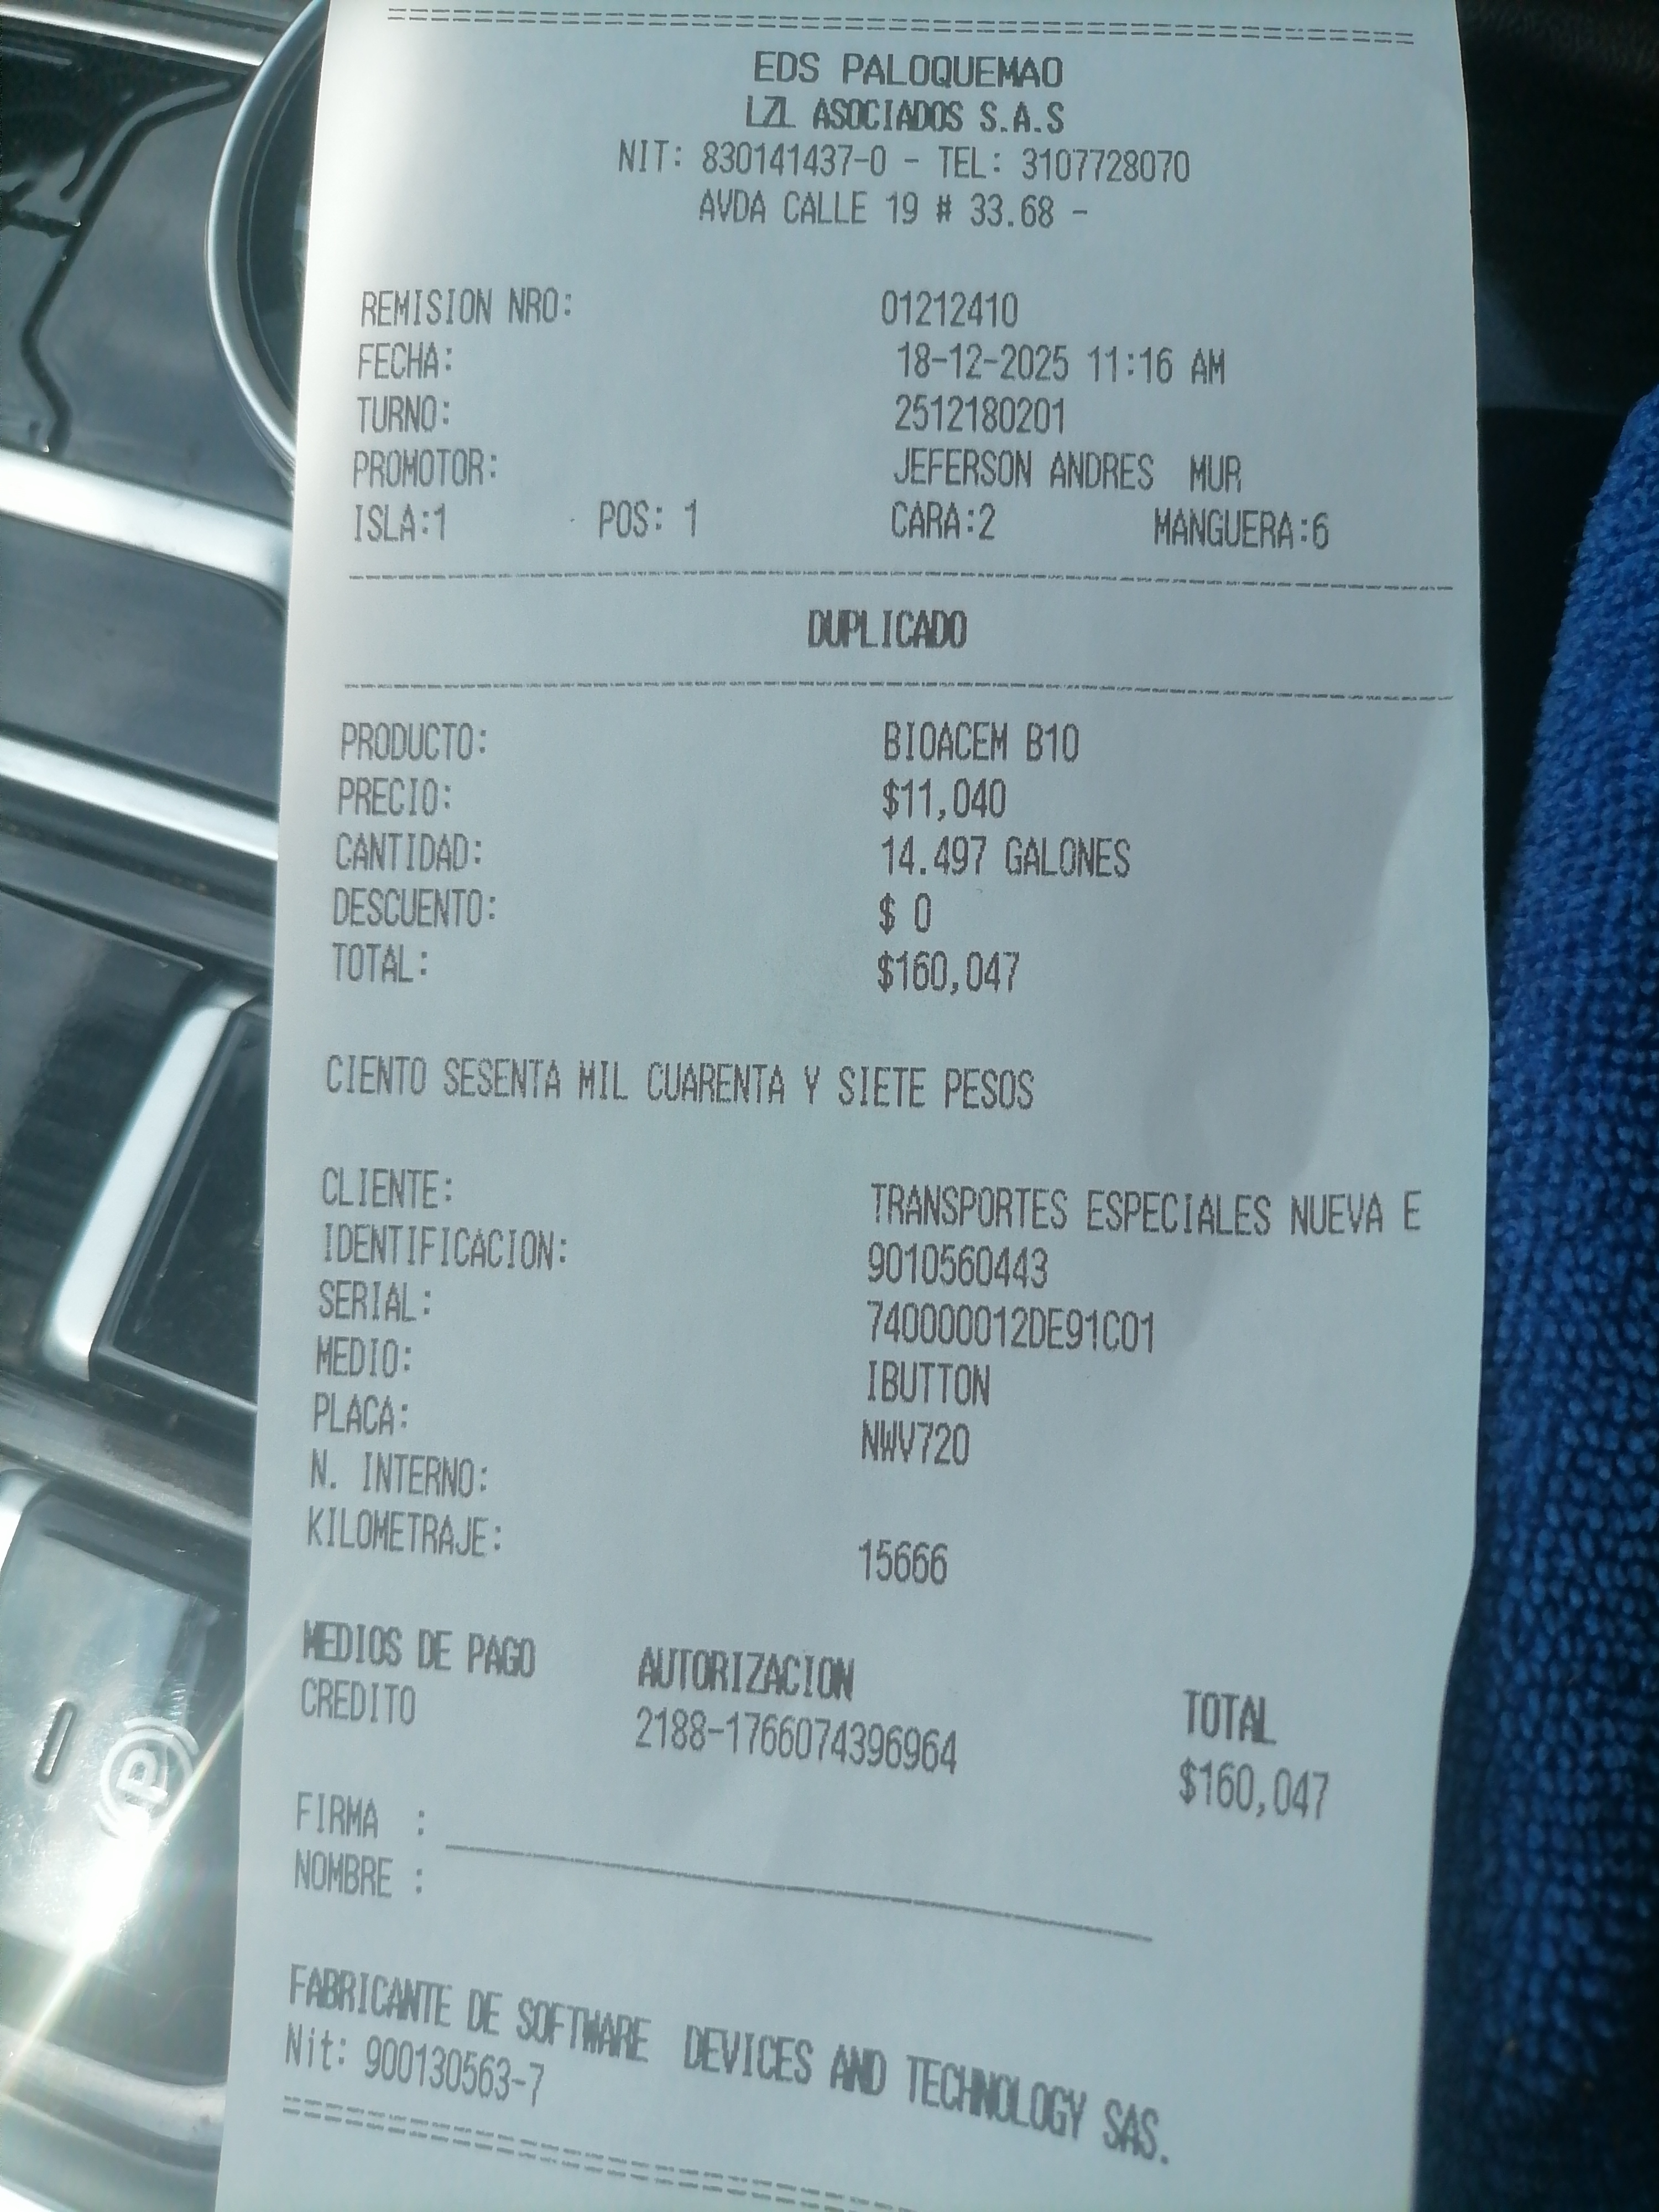 EDS PALOQUEMAO
LZL ASOCIADOS S.A.S
NIT: 830141437-0 - TEL: 3107728070
AVDA CALLE 19 # 33.68 -
REMISION NRO: 01212410
FECHA: 18-12-2025 11:16 AM
TURNO: 2512180201
PROMOTOR: JEFERSON ANDRES MUR
ISLA:1 POS: 1 CARA:2 MANGUERA:6
DUPLICADO
PRODUCTO: BIOACEM B10
PRECIO: $11,040
CANTIDAD: 14.497 GALONES
DESCUENTO: $ 0
TOTAL: $160,047
CIENTO SESENTA MIL CUARENTA Y SIETE PESOS
CLIENTE: TRANSPORTES ESPECIALES NUEVA E
IDENTIFICACION: 9010560443
SERIAL: 740000012DE91C01
MEDIO: IBUTTON
PLACA: NWV720
N. INTERNO:
KILOMETRAJE: 15666
MEDIOS DE PAGO AUTORIZACION TOTAL
CREDITO 2188-1766074396964 $160,047
FIRMA :
NOMBRE :
FABRICANTE DE SOFTWARE DEVICES AND TECHNOLOGY SAS.
Nit: 900130563-7
P